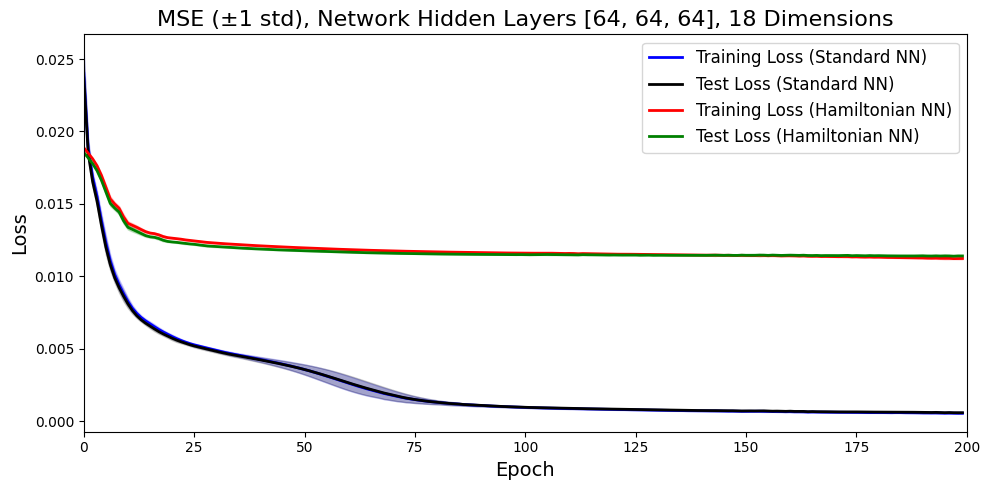 MSE (±1 std), Network Hidden Layers [64, 64, 64], 18 Dimensions
Loss
0.025
0.020
0.015
0.010
0.005
0.000
Training Loss (Standard NN)
Test Loss (Standard NN)
Training Loss (Hamiltonian NN)
Test Loss (Hamiltonian NN)
0 25 50 75 100 125 150 175 200
Epoch